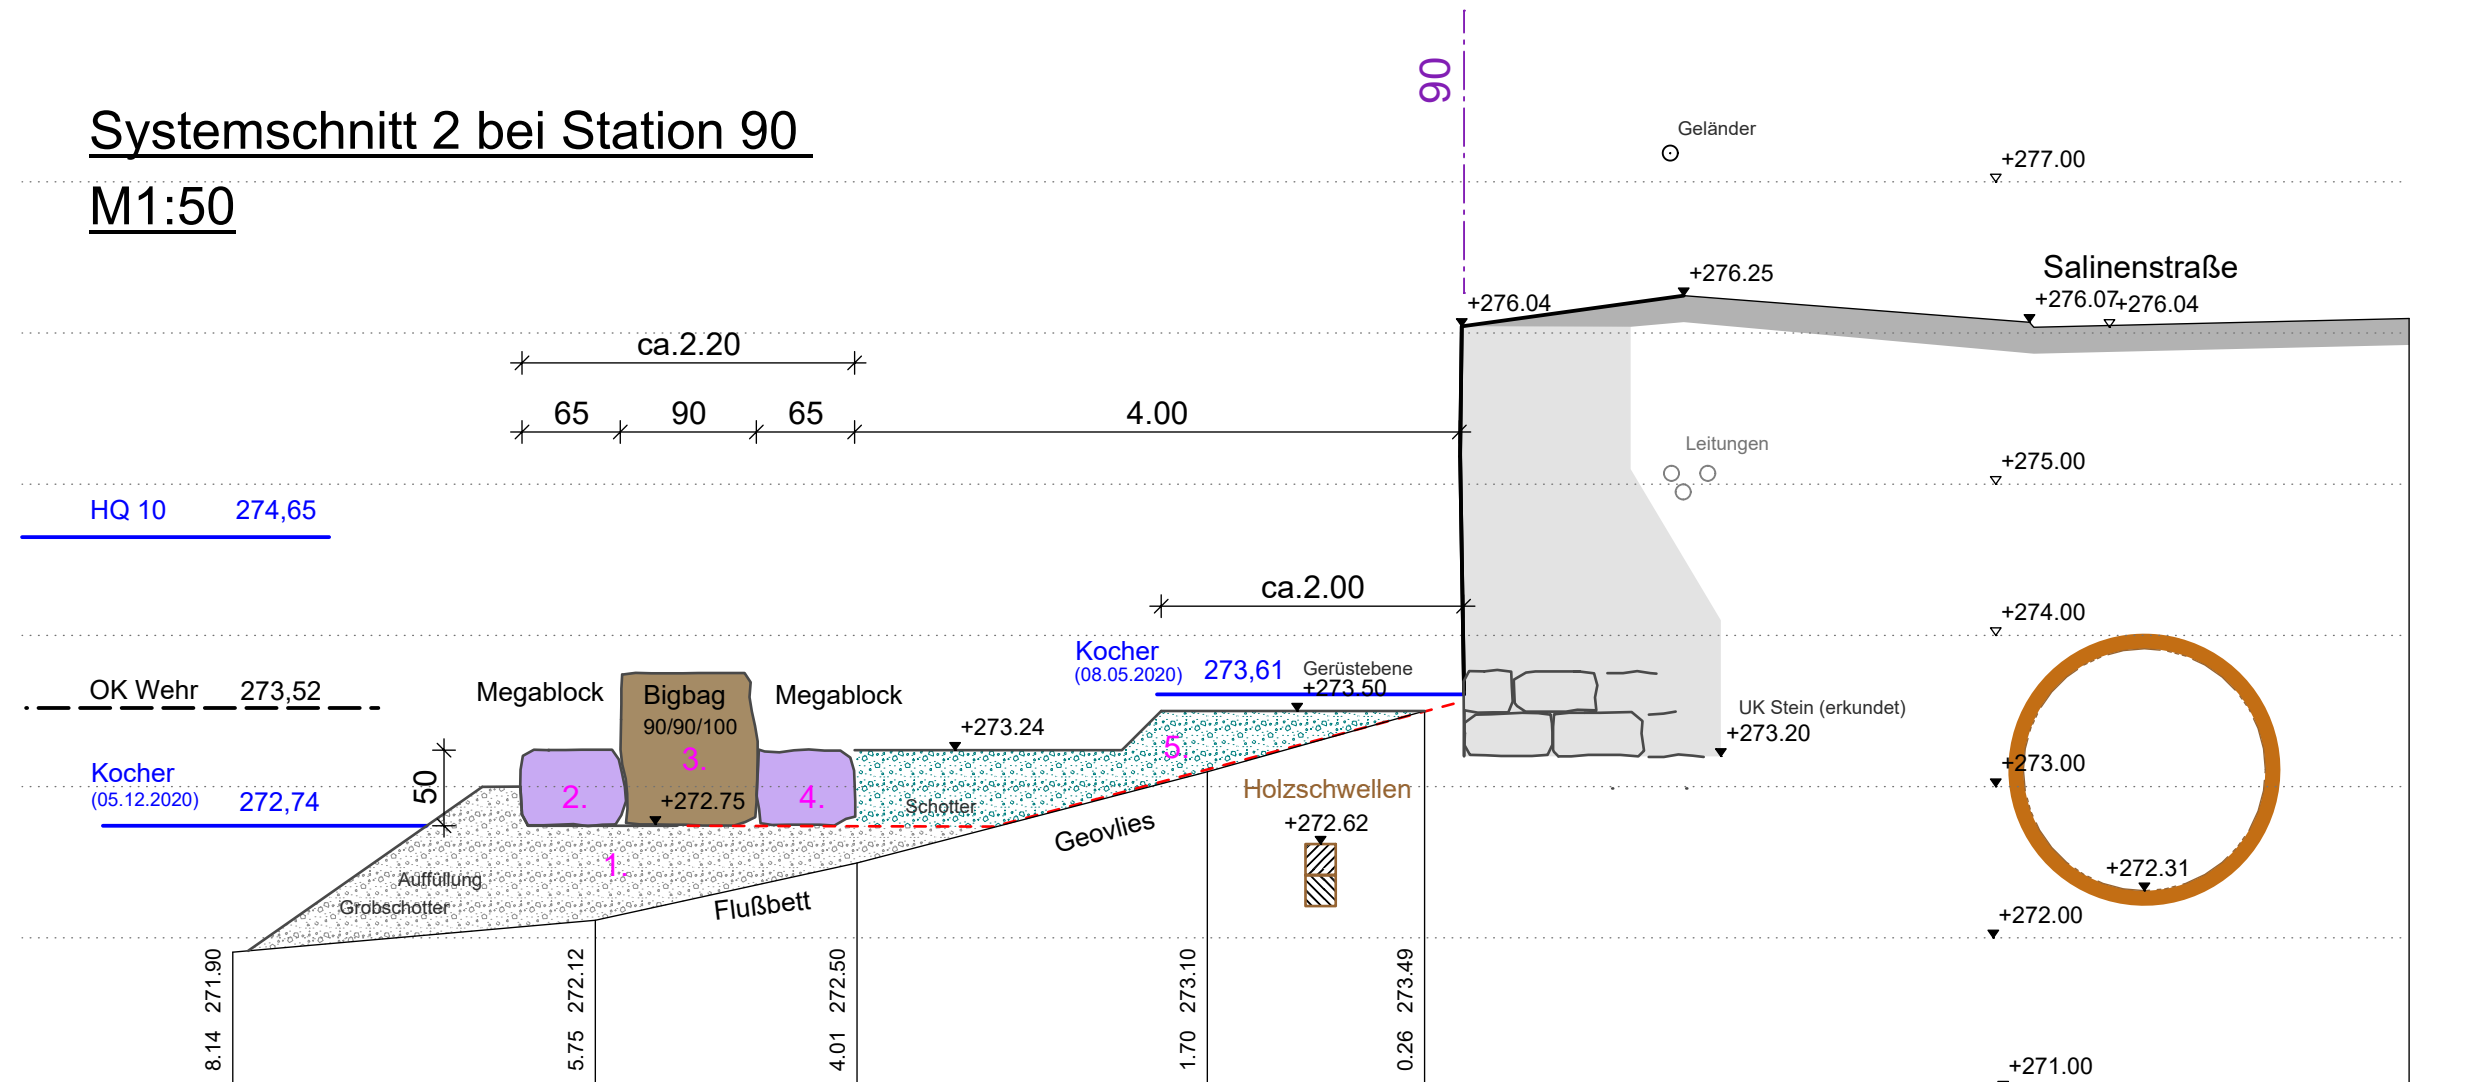 90
Geländer
Systemschnitt 2 bei Station 90
M1:50
+277.00
Salinenstraße
+276.25
+276.04
+276.07
+276.04
ca.2.20
65 90 65 4.00
Leitungen
+275.00
HQ 10 274,65
ca.2.00
+274.00
Kocher
(08.05.2020) 273,61
Gerüstebene
+273.50
OK Wehr 273,52
Megablock
Bigbag
90/90/100
Megablock
+273.24
UK Stein (erkundet)
+273.20
3.
5.
Kocher
(05.12.2020) 272,74
50
2.
+272.75
4.
Schotter
+273.00
Holzschwellen
+272.62
Geovlies
1.
Auffüllung
Grobschotter
Flußbett
+272.31
+272.00
8.14 271.90
5.75 272.12
4.01 272.50
1.70 273.10
0.26 273.49
+271.00